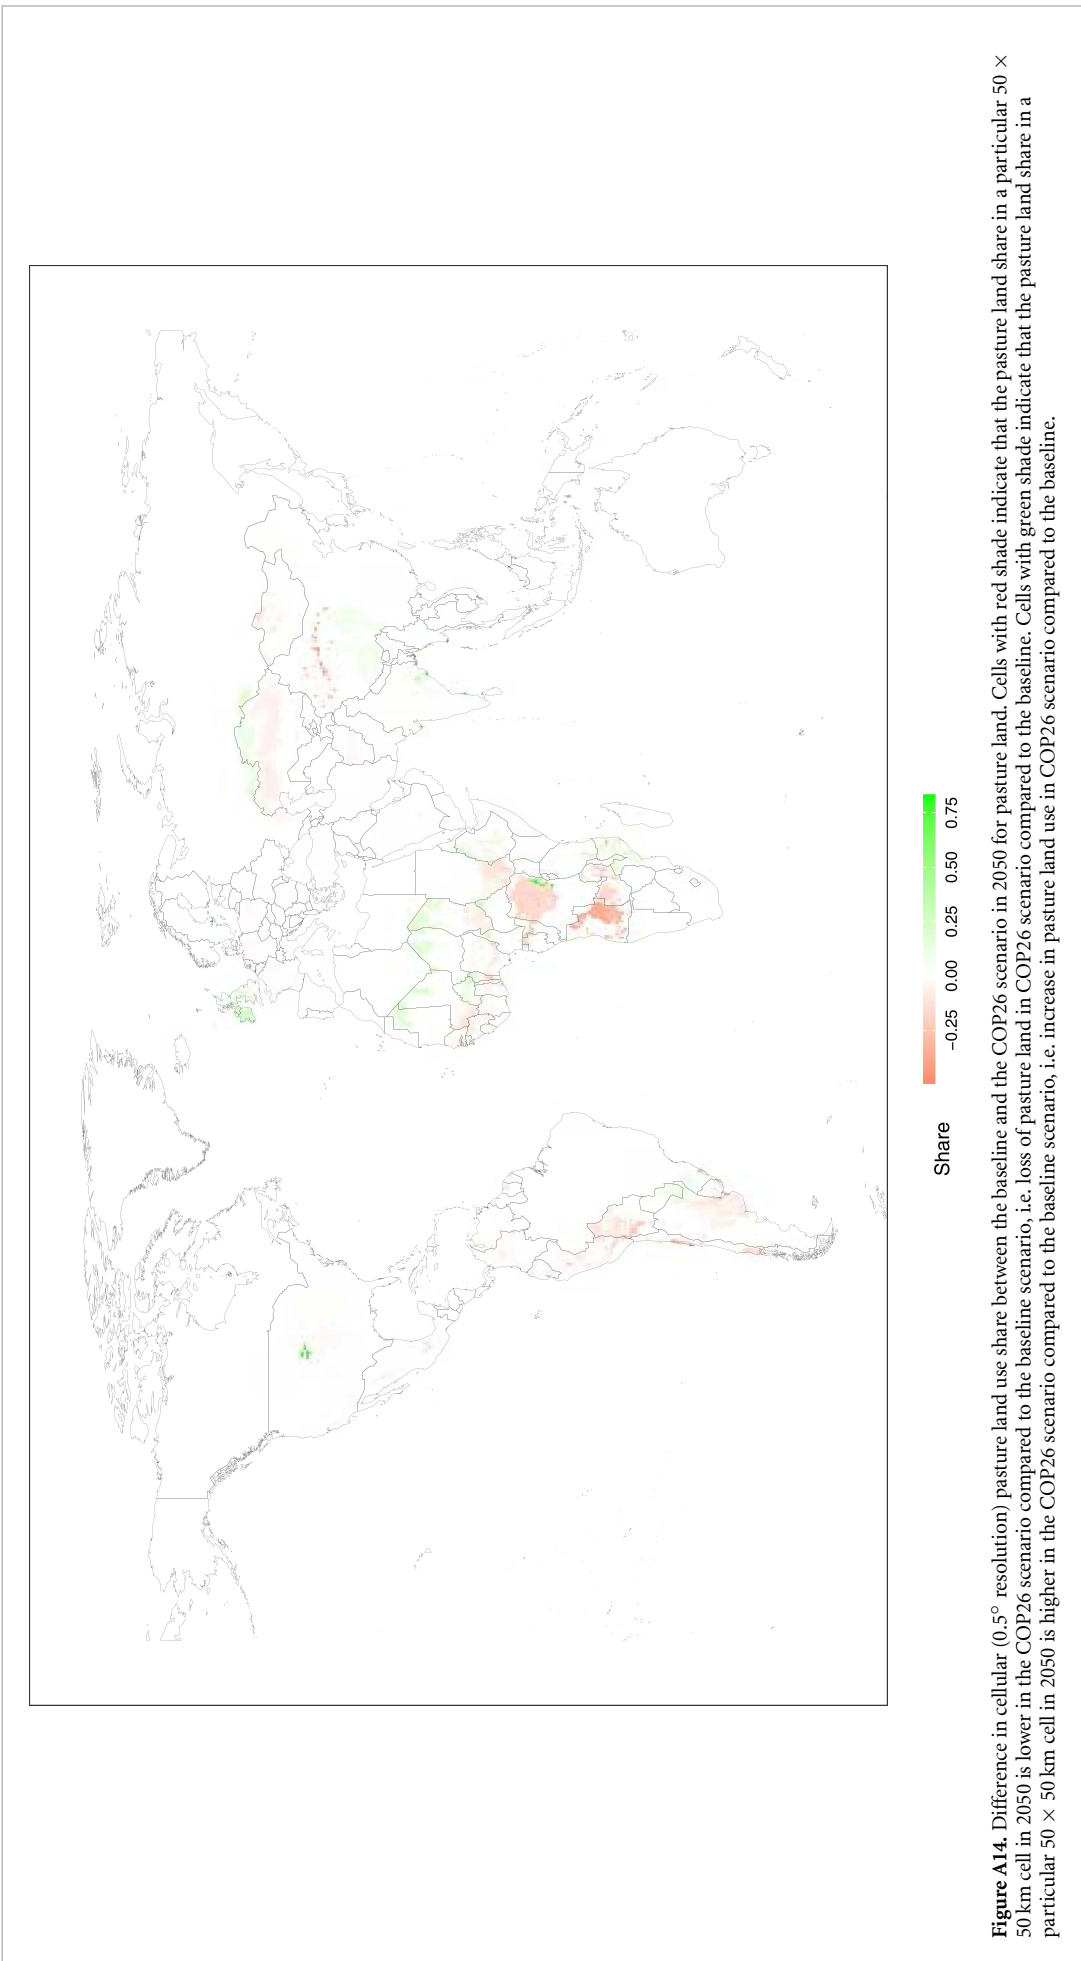 Share
−0.25 0.00 0.25 0.50 0.75
Figure A14. Difference in cellular (0.5° resolution) pasture land use share between the baseline and the COP26 scenario in 2050 for pasture land. Cells with red shade indicate that the pasture land share in a particular 50 ×
50 km cell in 2050 is lower in the COP26 scenario compared to the baseline scenario, i.e. loss of pasture land in COP26 scenario compared to the baseline. Cells with green shade indicate that the pasture land share in a
particular 50 × 50 km cell in 2050 is higher in the COP26 scenario compared to the baseline scenario, i.e. increase in pasture land use in COP26 scenario compared to the baseline.